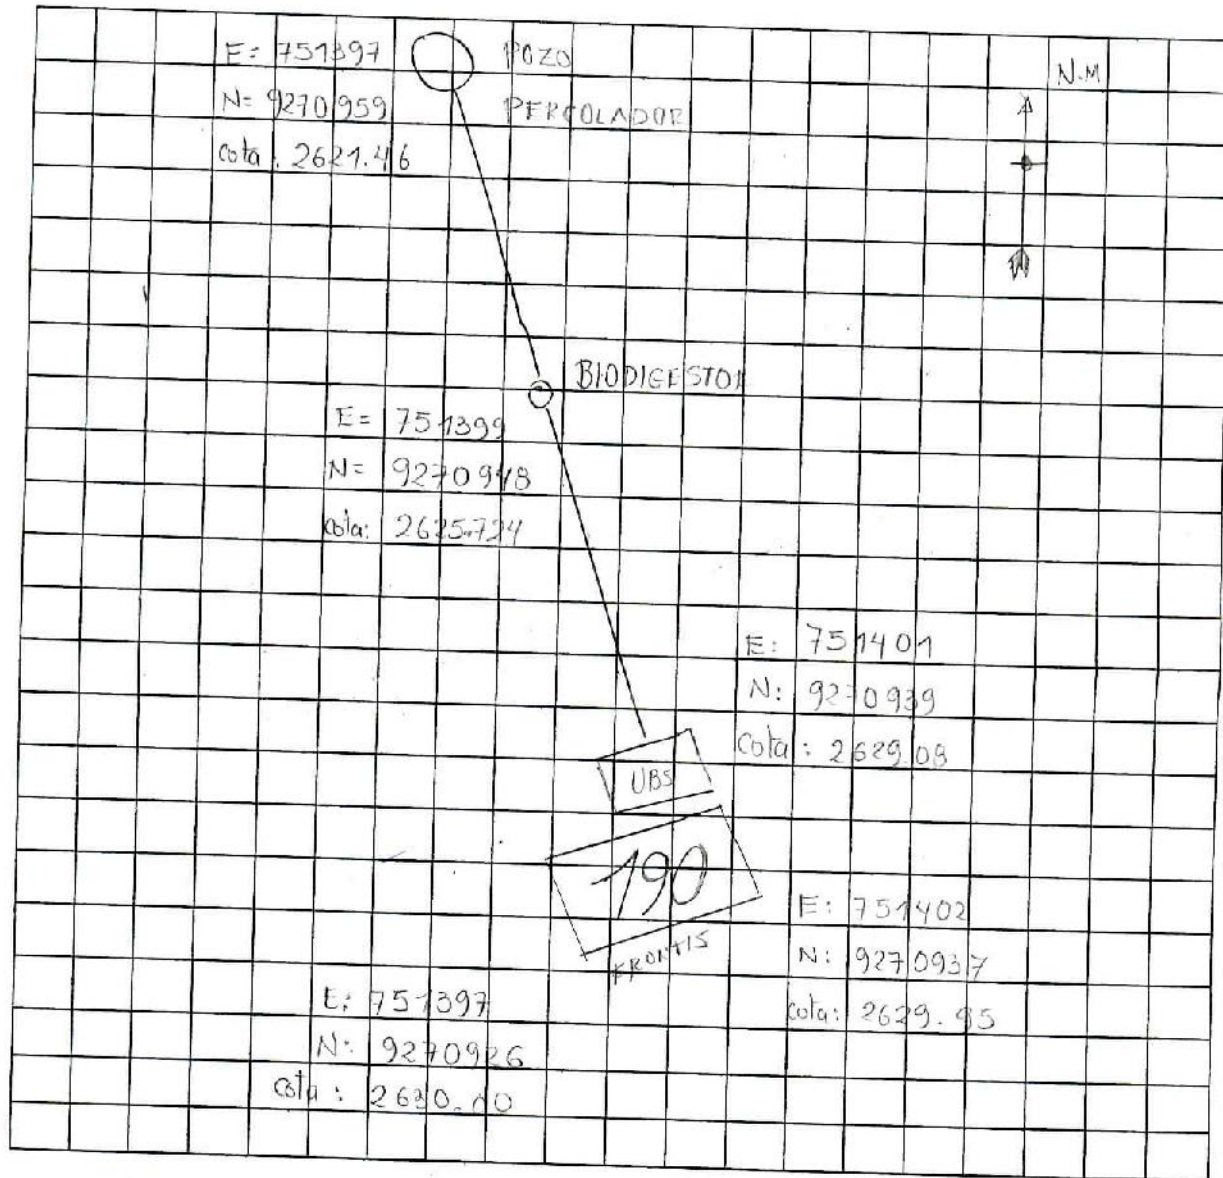 E: 751397
N= 9270959
cota: 2621.46
POZO
PERCOLADOR
N.M
BIODIGESTOR
E= 751399
N= 9270948
cota: 2625.724
E: 751401
N: 9270939
cota: 2629.08
UBS
190
FRONTIS
E: 751402
N: 9270937
cota: 2629.95
E: 751397
N: 9270926
cota: 2630.00